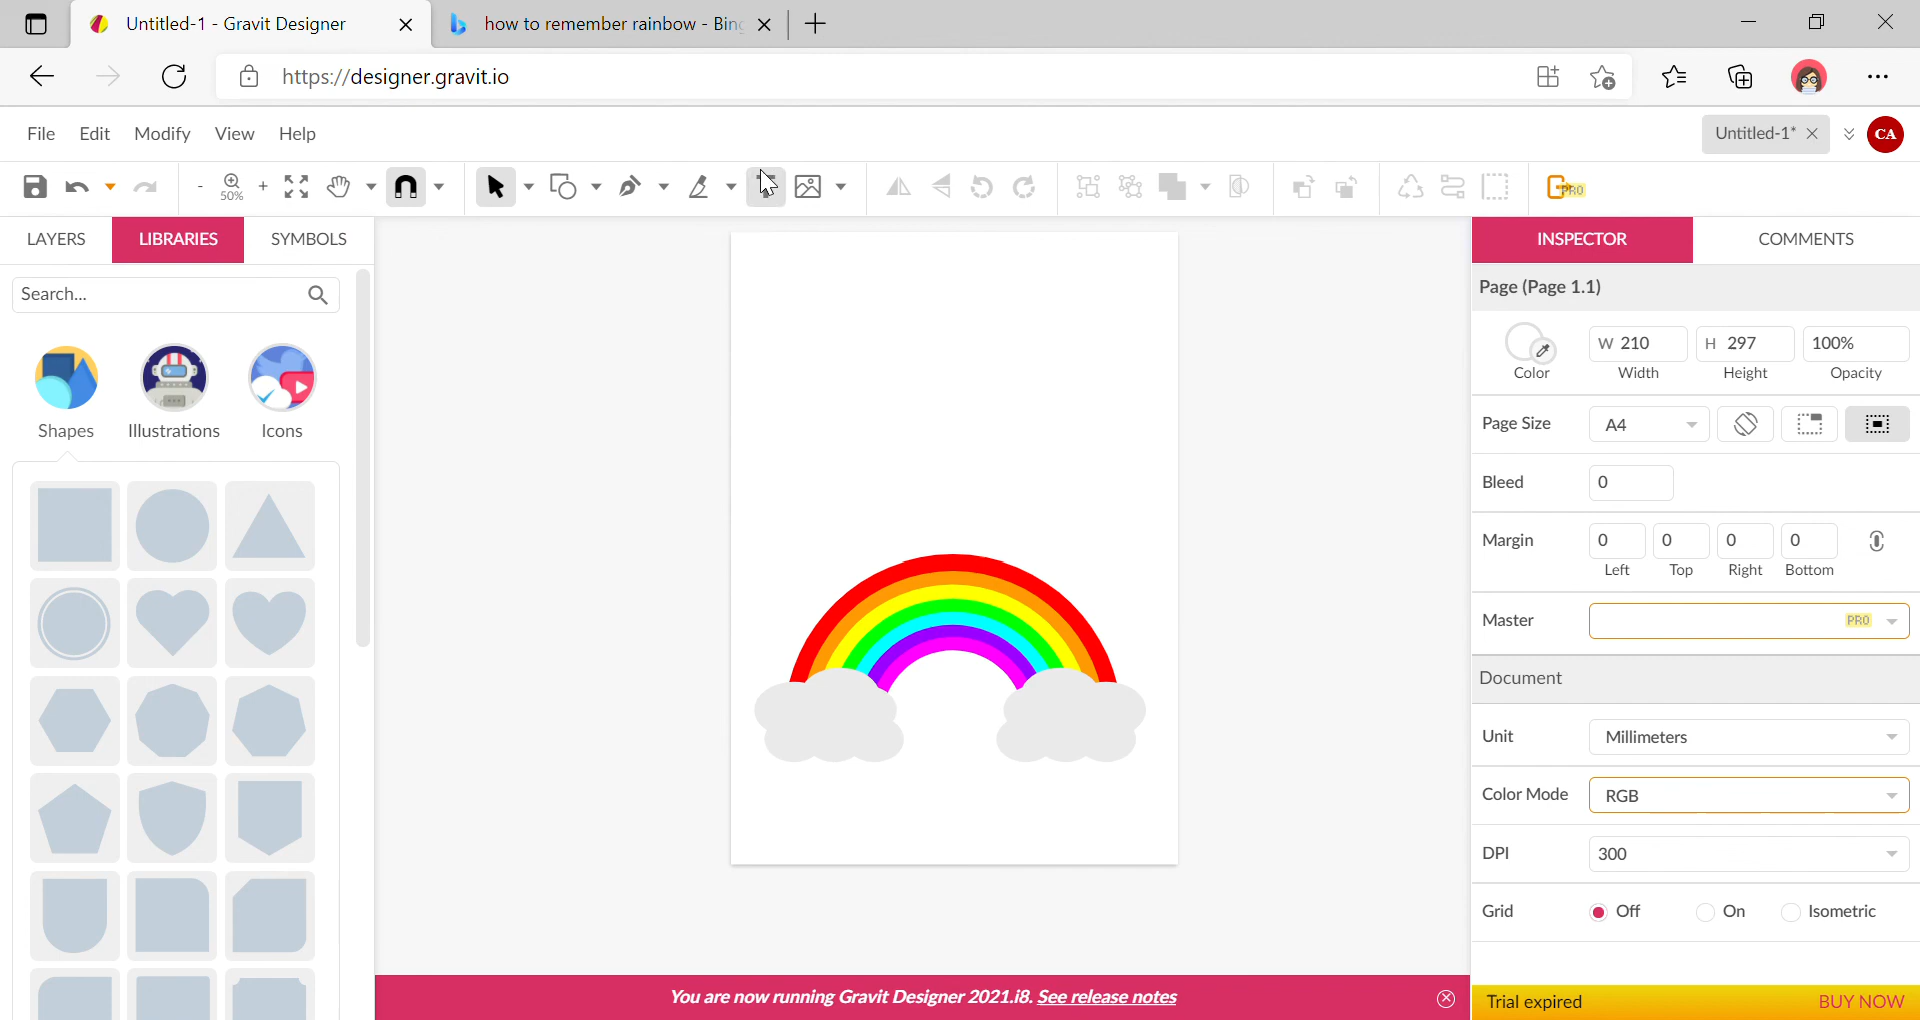 Untitled-1 - Gravit Designer
how to remember rainbow - Bing
https://designer.gravit.io
File Edit Modify View Help
Untitled-1*
CA
- 50% +
PRO
LAYERS LIBRARIES SYMBOLS
INSPECTOR COMMENTS
Search...
Page (Page 1.1)
W 210 H 297 100%
Color Width Height Opacity
Shapes Illustrations Icons
Page Size A4
Bleed 0
Margin 0 0 0 0
Left Top Right Bottom
Master PRO
Document
Unit Millimeters
Color Mode RGB
DPI 300
Grid Off On Isometric
You are now running Gravit Designer 2021.i8. See release notes
Trial expired BUY NOW